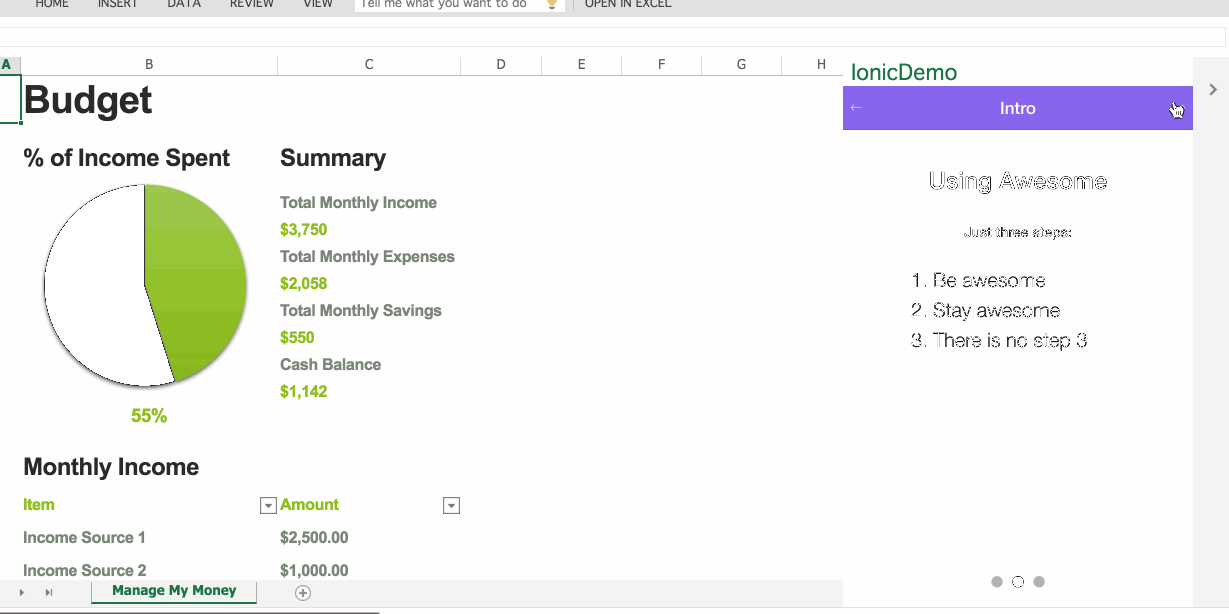 HOME INSERT DATA REVIEW VIEW Tell me what you want to do OPEN IN EXCEL
A B C D E F G H
IonicDemo
← Intro
Budget
% of Income Spent
Summary
Total Monthly Income
$3,750
Total Monthly Expenses
$2,058
Total Monthly Savings
$550
Cash Balance
$1,142
55%
Monthly Income
Item Amount
Income Source 1 $2,500.00
Income Source 2 $1,000.00
Manage My Money
Using Awesome
Just three steps:
1. Be awesome
2. Stay awesome
3. There is no step 3